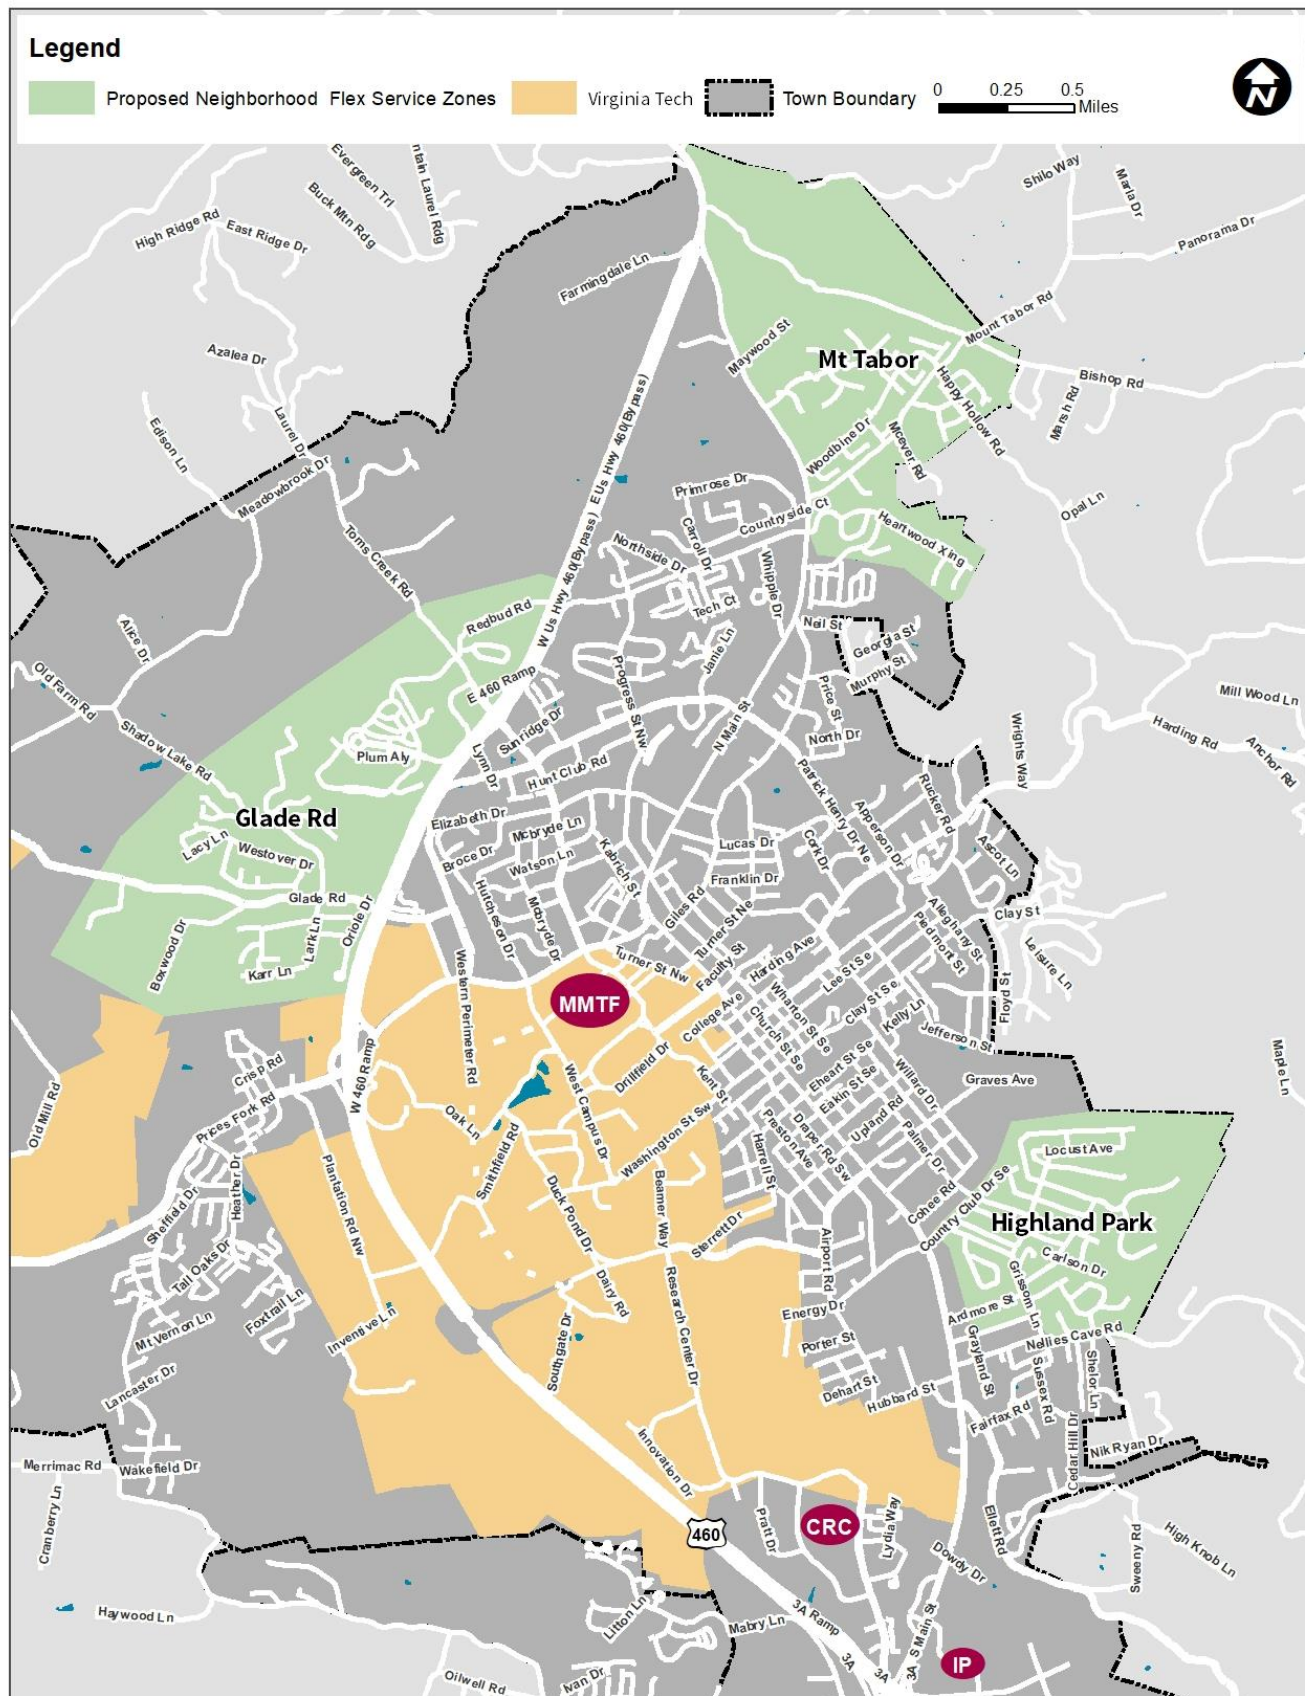 Legend
Proposed Neighborhood Flex Service Zones
Virginia Tech
Town Boundary
0 0.25 0.5
Miles
N
Evergreen Trl
ntain Laurel Rdg
Buck Mtn Rdg
High Ridge Rd
East Ridge Dr
Shilo Way
Marla Dr
Panorama Dr
Farmingdale Ln
Mount Tabor Rd
Maywood St
Mt Tabor
Azalea Dr
Bishop Rd
Happy Hollow Rd
Marsh Rd
Edison Ln
Laurel Dr
Woodbine Dr
Mcever Rd
E Us Hwy 460(Bypass)
W Us Hwy 460(Bypass)
Meadowbrook Dr
Primrose Dr
Countryside Ct
Opal Ln
Heartwood Xing
Toms Creek Rd
Northside Dr
Carroll Dr
Whipple Dr
Redbud Rd
Tech Ct
Neil St
Georgia St
Murphy St
Alice Dr
Janie Ln
Progress St Nw
Price St
Old Farm Rd
E 460 Ramp
Mill Wood Ln
Sunridge Dr
N Main St
North Dr
Wrights Way
Harding Rd
Anchor Rd
Shadow Lake Rd
Plum Aly
Lynn Dr
Hunt Club Rd
Patrick Henry Dr Ne
Rucker Rd
Apperson Dr
Glade Rd
Elizabeth Dr
Mcbryde Ln
Lucas Dr
Cork Dr
Ascot Ln
Lacy Ln
Westover Dr
Broce Dr
Watson Ln
Kabrich St
Franklin Dr
Glade Rd
Hutcheson Dr
Mcbryde Dr
Giles Rd
Turner St Ne
Alleghany St
Clay St
Boxwood Dr
Lark Ln
Oriole Dr
Piedmont St
Leisure Ln
Karr Ln
Western Perimeter Rd
Turner St Nw
Faculty St
Harding Ave
Lee St Se
MMTF
College Ave
Wharton St Se
Clay St Se
Kelly Ln
Floyd St
Church St Se
Jefferson St
Crisp Rd
W 460 Ramp
Drillfield Dr
Eheart St Se
Eakin St Se
Willard Dr
Graves Ave
Maple Ln
Old Mill Rd
Prices Fork Rd
Oak Ln
West Campus Dr
Kent St
Washington St Sw
Preston Ave
Draper Rd Sw
Upland Rd
Palmer Dr
Locust Ave
Plantation Rd Nw
Smithfield Rd
Harrell St
Heather Dr
Sheffield Dr
Duck Pond Dr
Beamer Way
Cohee Rd
Country Club Dr Se
Highland Park
Sterrett Dr
Airport Rd
Tall Oaks Dr
Carlson Dr
Grissom Ln
Dairy Rd
Foxtrail Ln
Mt Vernon Ln
Inventive Ln
Research Center Dr
Energy Dr
Ardmore St
Nellies Cave Rd
Southgate Dr
Porter St
Grayland St
Sussex Rd
Shelor Ln
Lancaster Dr
Dehart St
Hubbard St
Fairfax Rd
Cedar Hill Dr
Nik Ryan Dr
Merrimac Rd
Wakefield Dr
Innovation Dr
Cranberry Ln
460
Pratt Dr
CRC
Lydia Way
Ellett Rd
Dowdy Dr
Sweeny Rd
High Knob Ln
Haywood Ln
Litton Ln
Mabry Ln
3A Ramp
S Main St
3A
3A
3A
IP
Oilwell Rd
Ivan Dr